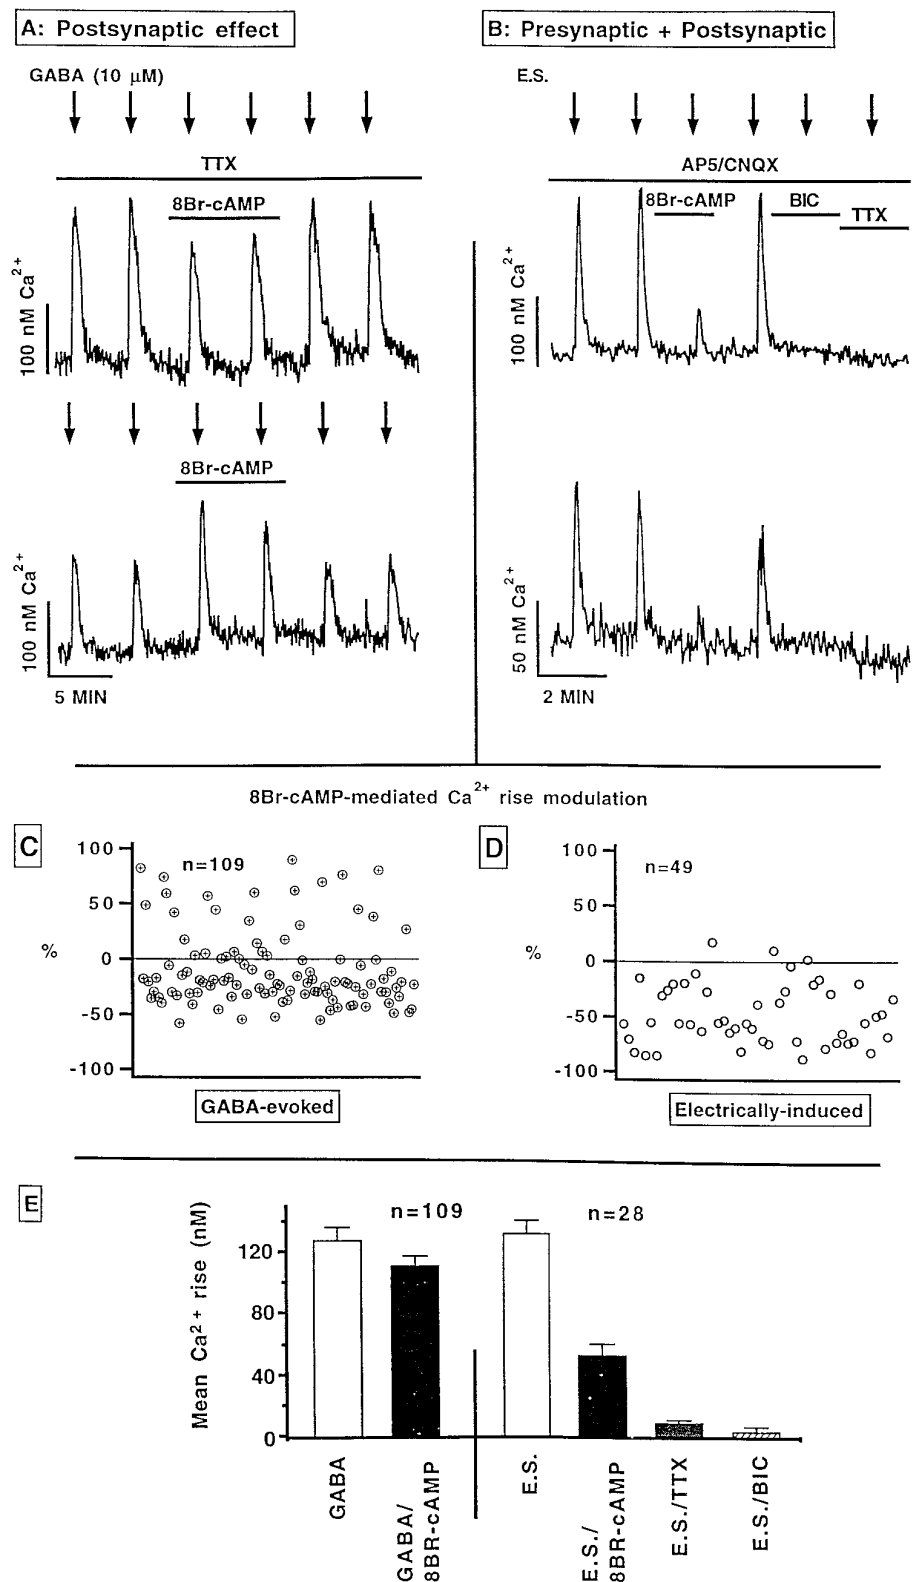 A: Postsynaptic effect
GABA (10 µM)
TTX
8Br-cAMP
100 nM Ca2+
8Br-cAMP
100 nM Ca2+
5 MIN
B: Presynaptic + Postsynaptic
E.S.
AP5/CNQX
8Br-cAMP
BIC
TTX
100 nM Ca2+
50 nM Ca2+
2 MIN
8Br-cAMP-mediated Ca2+ rise modulation
C
n=109
100
50
0
-50
-100
%
GABA-evoked
D
n=49
100
50
0
-50
-100
%
Electrically-induced
E
Mean Ca2+ rise (nM)
n=109
n=28
120
80
40
0
GABA
GABA/
8BR-cAMP
E.S.
E.S./
8BR-cAMP
E.S./TTX
E.S./BIC